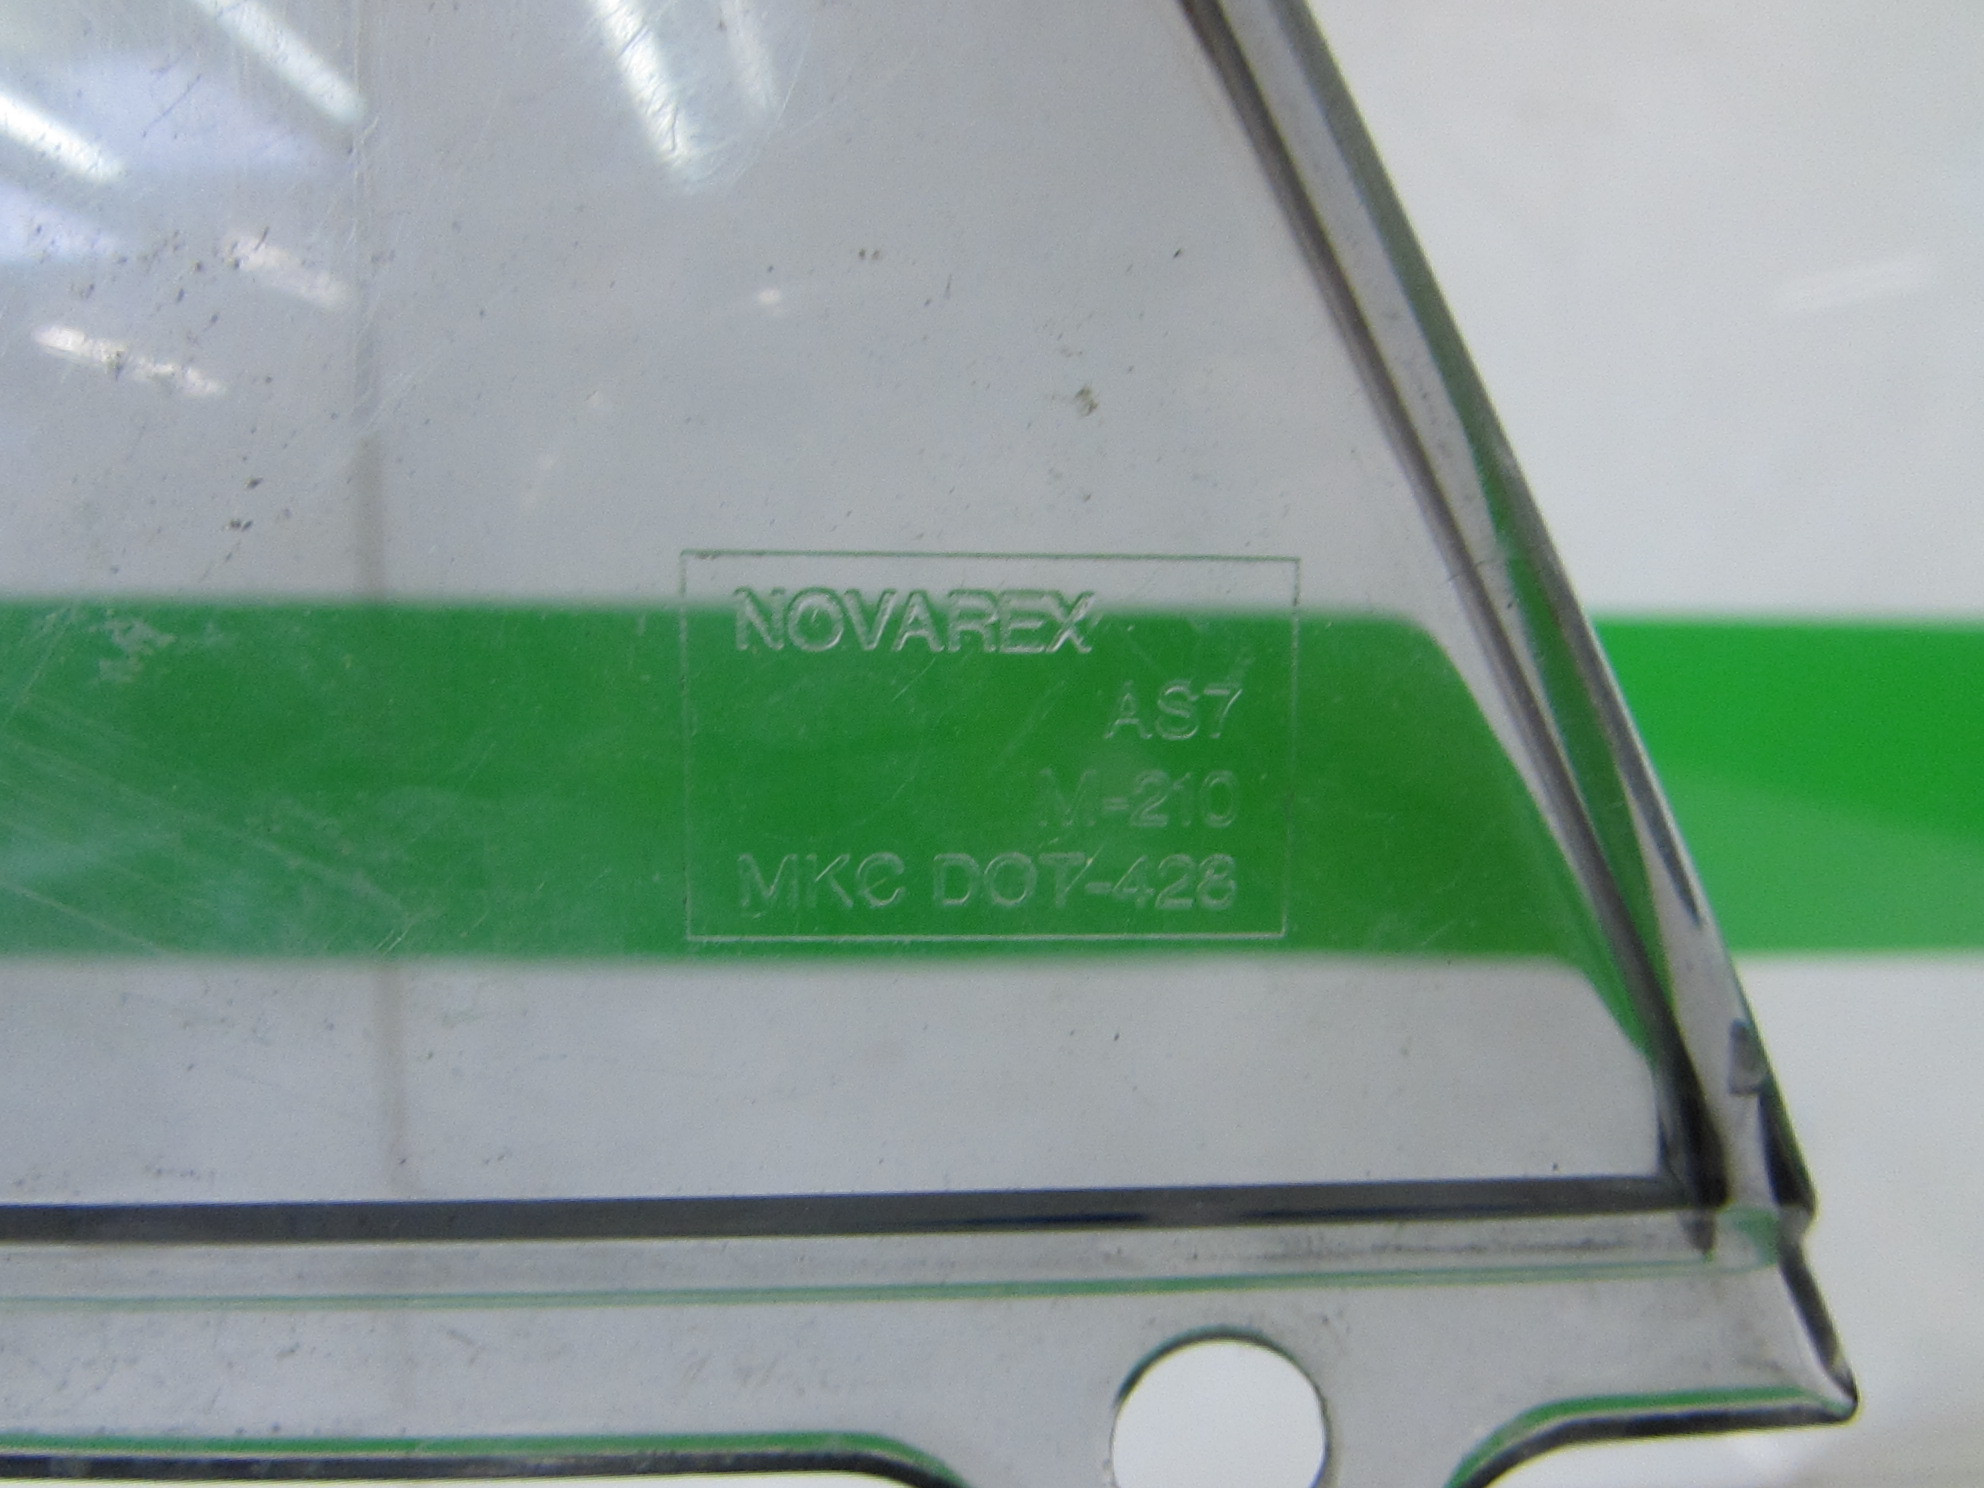 NOVAREX
AS7
M-210
MKC DOT-428